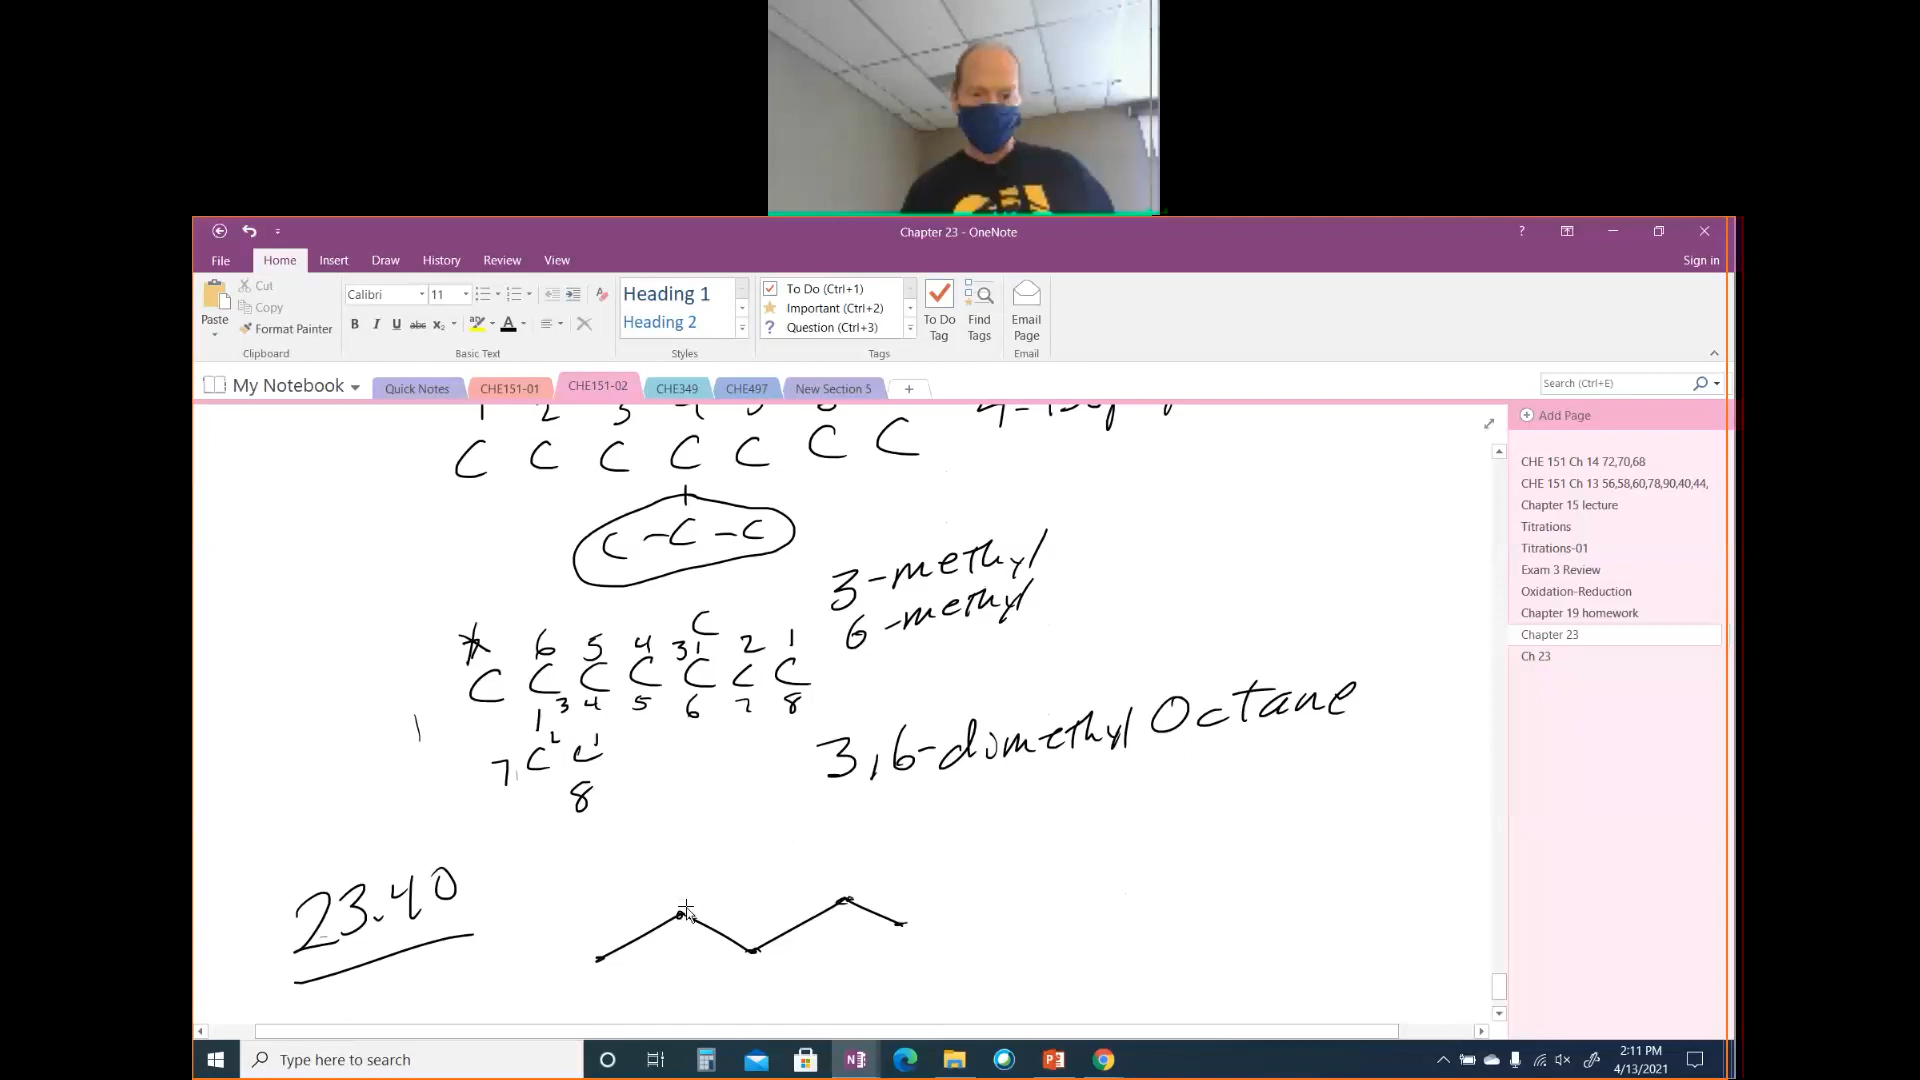 Chapter 23 - OneNote
?
File Home Insert Draw History Review View
Sign in
Paste
Cut
Copy
Format Painter
Clipboard
Calibri 11
B I U abc x₂ A
Basic Text
Heading 1
Heading 2
Styles
To Do (Ctrl+1)
Important (Ctrl+2)
Question (Ctrl+3)
Tags
To Do Tag
Find Tags
Email Page
Email
My Notebook
Quick Notes CHE151-01 CHE151-02 CHE349 CHE497 New Section 5 +
Search (Ctrl+E)
Add Page
CHE 151 Ch 14 72,70,68
CHE 151 Ch 13 56,58,60,78,90,40,44,
Chapter 15 lecture
Titrations
Titrations-01
Exam 3 Review
Oxidation-Reduction
Chapter 19 homework
Chapter 23
Ch 23
1 2 3
C C C C C C C
C - C - C
3-methyl
6-methyl
C
6 5 4 3 2 1
C C C C C C C
3 4 5 6 7 8
2 1
7 C C
8
3,6-dimethyl Octane
23.40
Type here to search
2:11 PM
4/13/2021